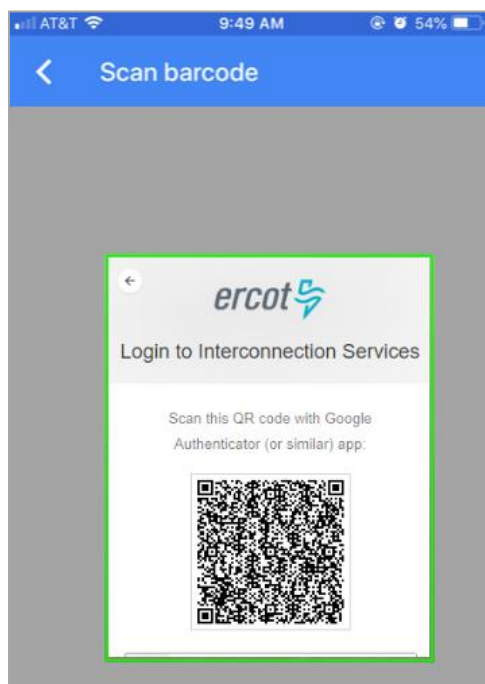 AT&T 9:49 AM 54%
Scan barcode
ercot
Login to Interconnection Services
Scan this QR code with Google
Authenticator (or similar) app: